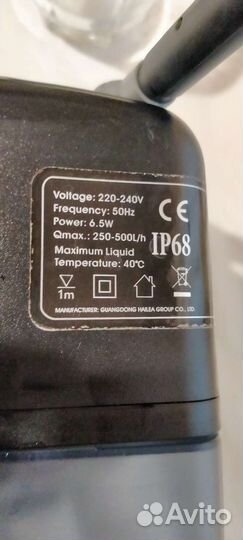 Voltage: 220-240V
Frequency: 50Hz
Power: 6.5W
Qmax.: 250-500L/h
Maximum Liquid
Temperature: 40℃
CE
IP68
1m
MANUFACTURER: GUANGDONG HAILEA GROUP CO., LTD
Avito